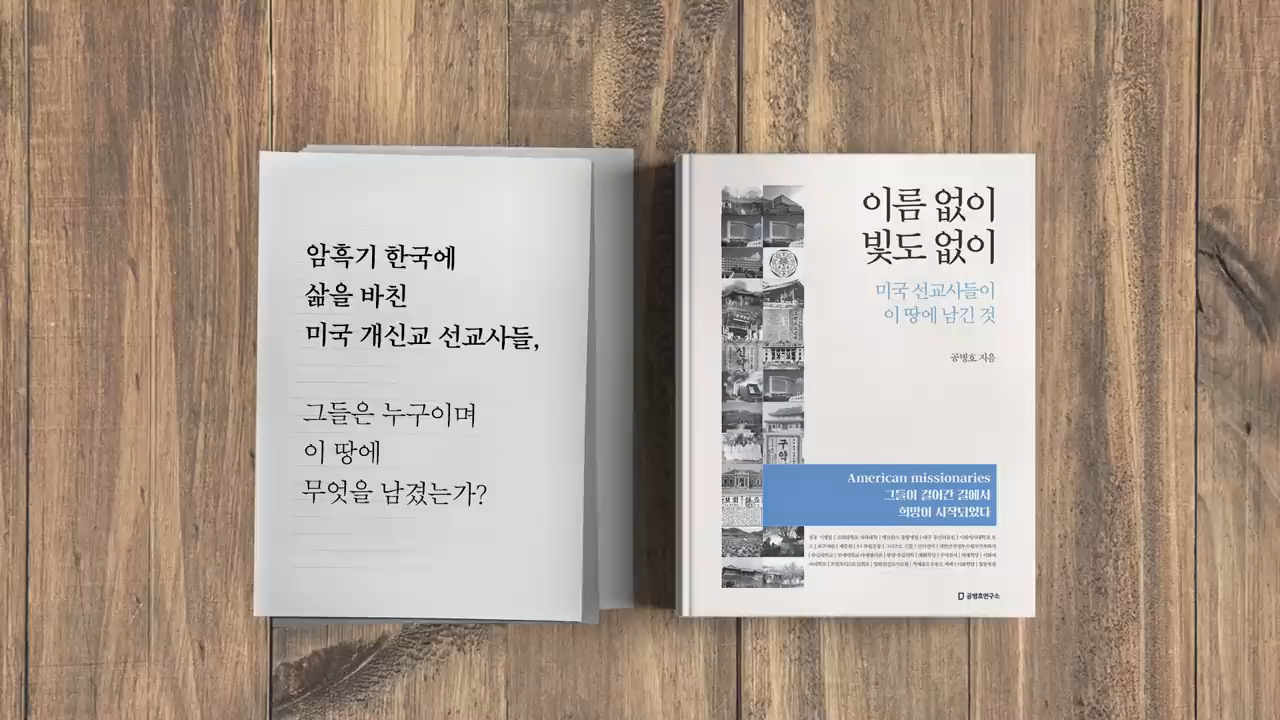 암흑기 한국에
삶을 바친
미국 개신교 선교사들,
그들은 누구이며
이 땅에
무엇을 남겼는가?
이름 없이
빛도 없이
미국 선교사들이
이 땅에 남긴 것
공병호 지음
신약
구약
American missionaries
그들이 걸어간 길에서
희망이 시작되었다
공병호연구소